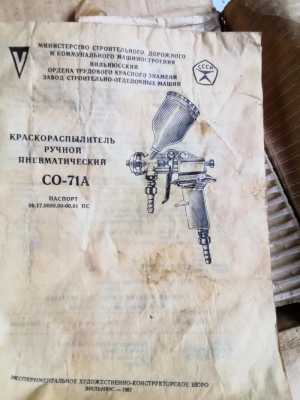 МИНИСТЕРСТВО СТРОИТЕЛЬНОГО, ДОРОЖНОГО
И КОММУНАЛЬНОГО МАШИНОСТРОЕНИЯ
ВИЛЬНЮССКИЙ
ОРДЕНА ТРУДОВОГО КРАСНОГО ЗНАМЕНИ
ЗАВОД СТРОИТЕЛЬНО-ОТДЕЛОЧНЫХ МАШИН
СССР
КРАСКОРАСПЫЛИТЕЛЬ
РУЧНОЙ
ПНЕВМАТИЧЕСКИЙ
СО-71А
ПАСПОРТ
ЭКСПЕРИМЕНТАЛЬНОЕ ХУДОЖЕСТВЕННО-КОНСТРУКТОРСКОЕ БЮРО
ВИЛЬНЮС